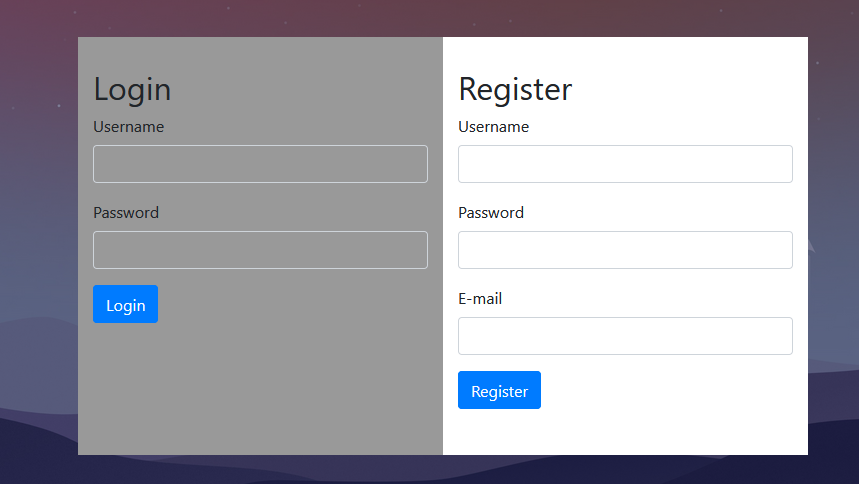 Login
Username
Password
Login
Register
Username
Password
E-mail
Register